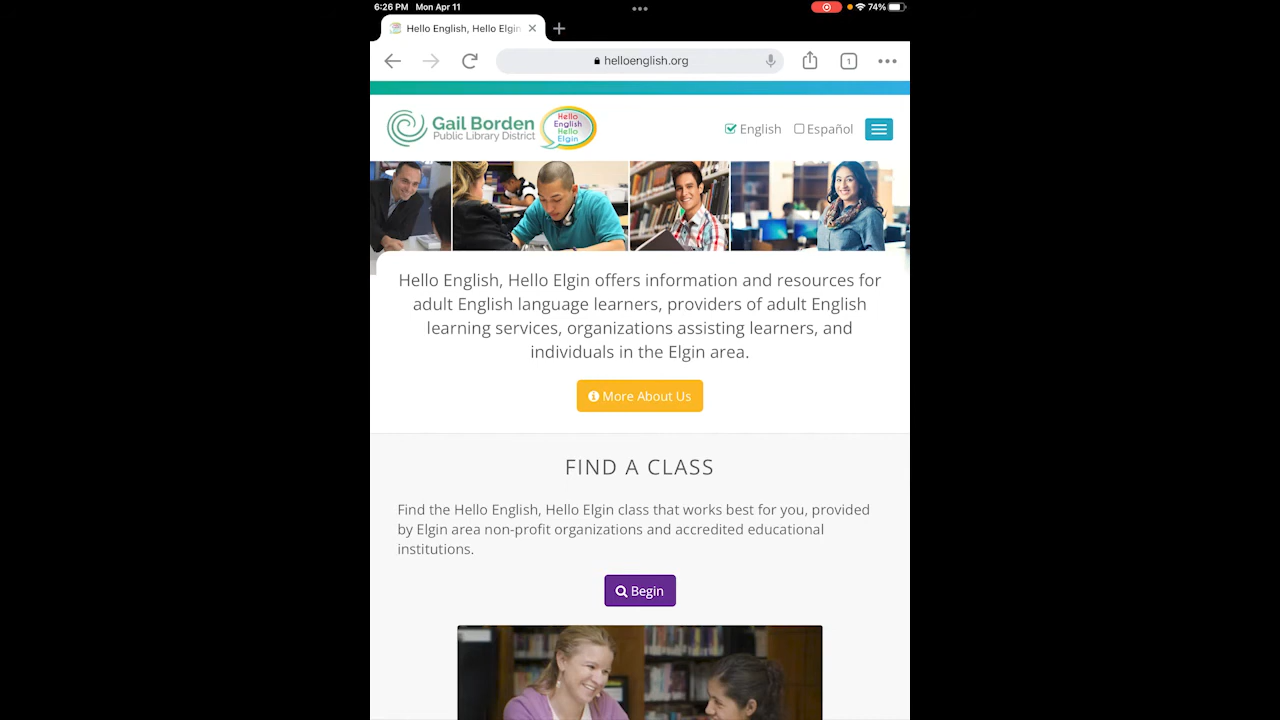 6:26 PM Mon Apr 11
74%
Hello English, Hello Elgin
helloenglish.org
1
Gail Borden
Public Library District
Hello
English
Hello
Elgin
English
Español
Hello English, Hello Elgin offers information and resources for
adult English language learners, providers of adult English
learning services, organizations assisting learners, and
individuals in the Elgin area.
More About Us
FIND A CLASS
Find the Hello English, Hello Elgin class that works best for you, provided
by Elgin area non-profit organizations and accredited educational
institutions.
Begin